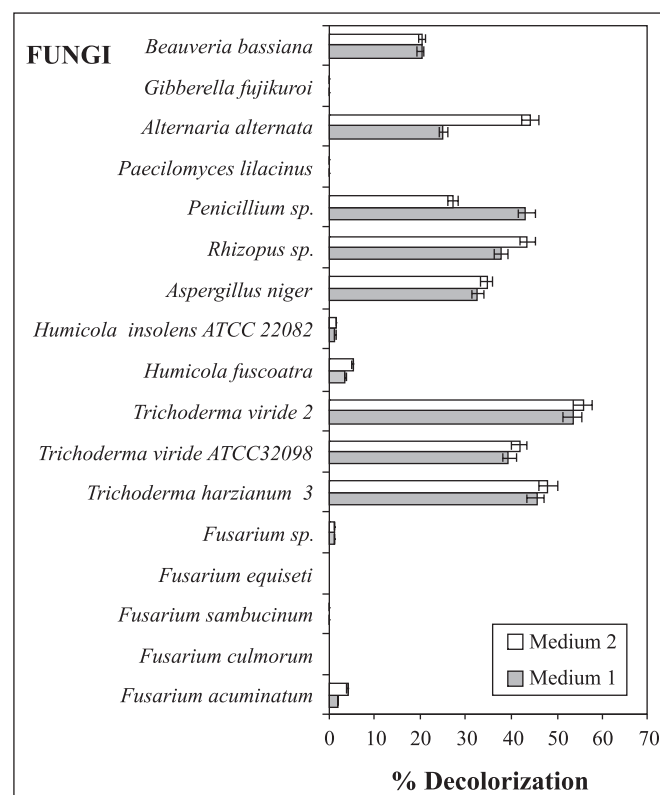 FUNGI
Beauveria bassiana
Gibberella fujikuroi
Alternaria alternata
Paecilomyces lilacinus
Penicillium sp.
Rhizopus sp.
Aspergillus niger
Humicola insolens ATCC 22082
Humicola fuscoatra
Trichoderma viride 2
Trichoderma viride ATCC32098
Trichoderma harzianum 3
Fusarium sp.
Fusarium equiseti
Fusarium sambucinum
Fusarium culmorum
Fusarium acuminatum
Medium 2
Medium 1
0 10 20 30 40 50 60 70
% Decolorization